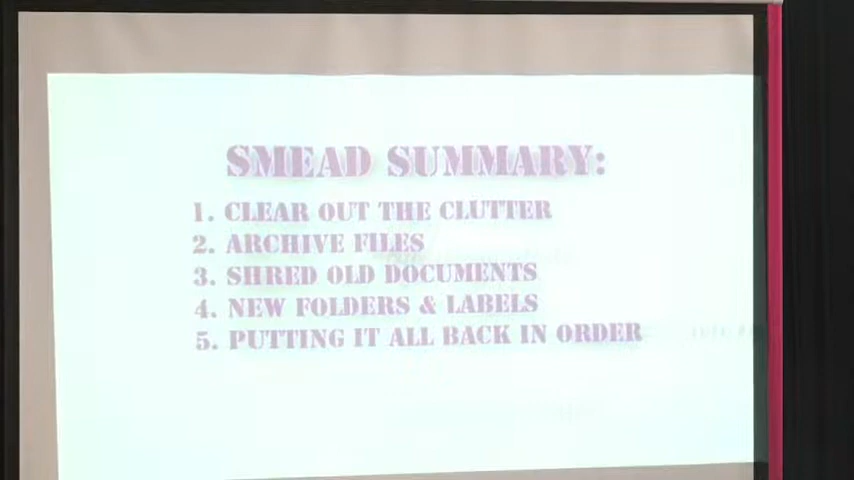 SMEAD SUMMARY:
1. CLEAR OUT THE CLUTTER
2. ARCHIVE FILES
3. SHRED OLD DOCUMENTS
4. NEW FOLDERS & LABELS
5. PUTTING IT ALL BACK IN ORDER